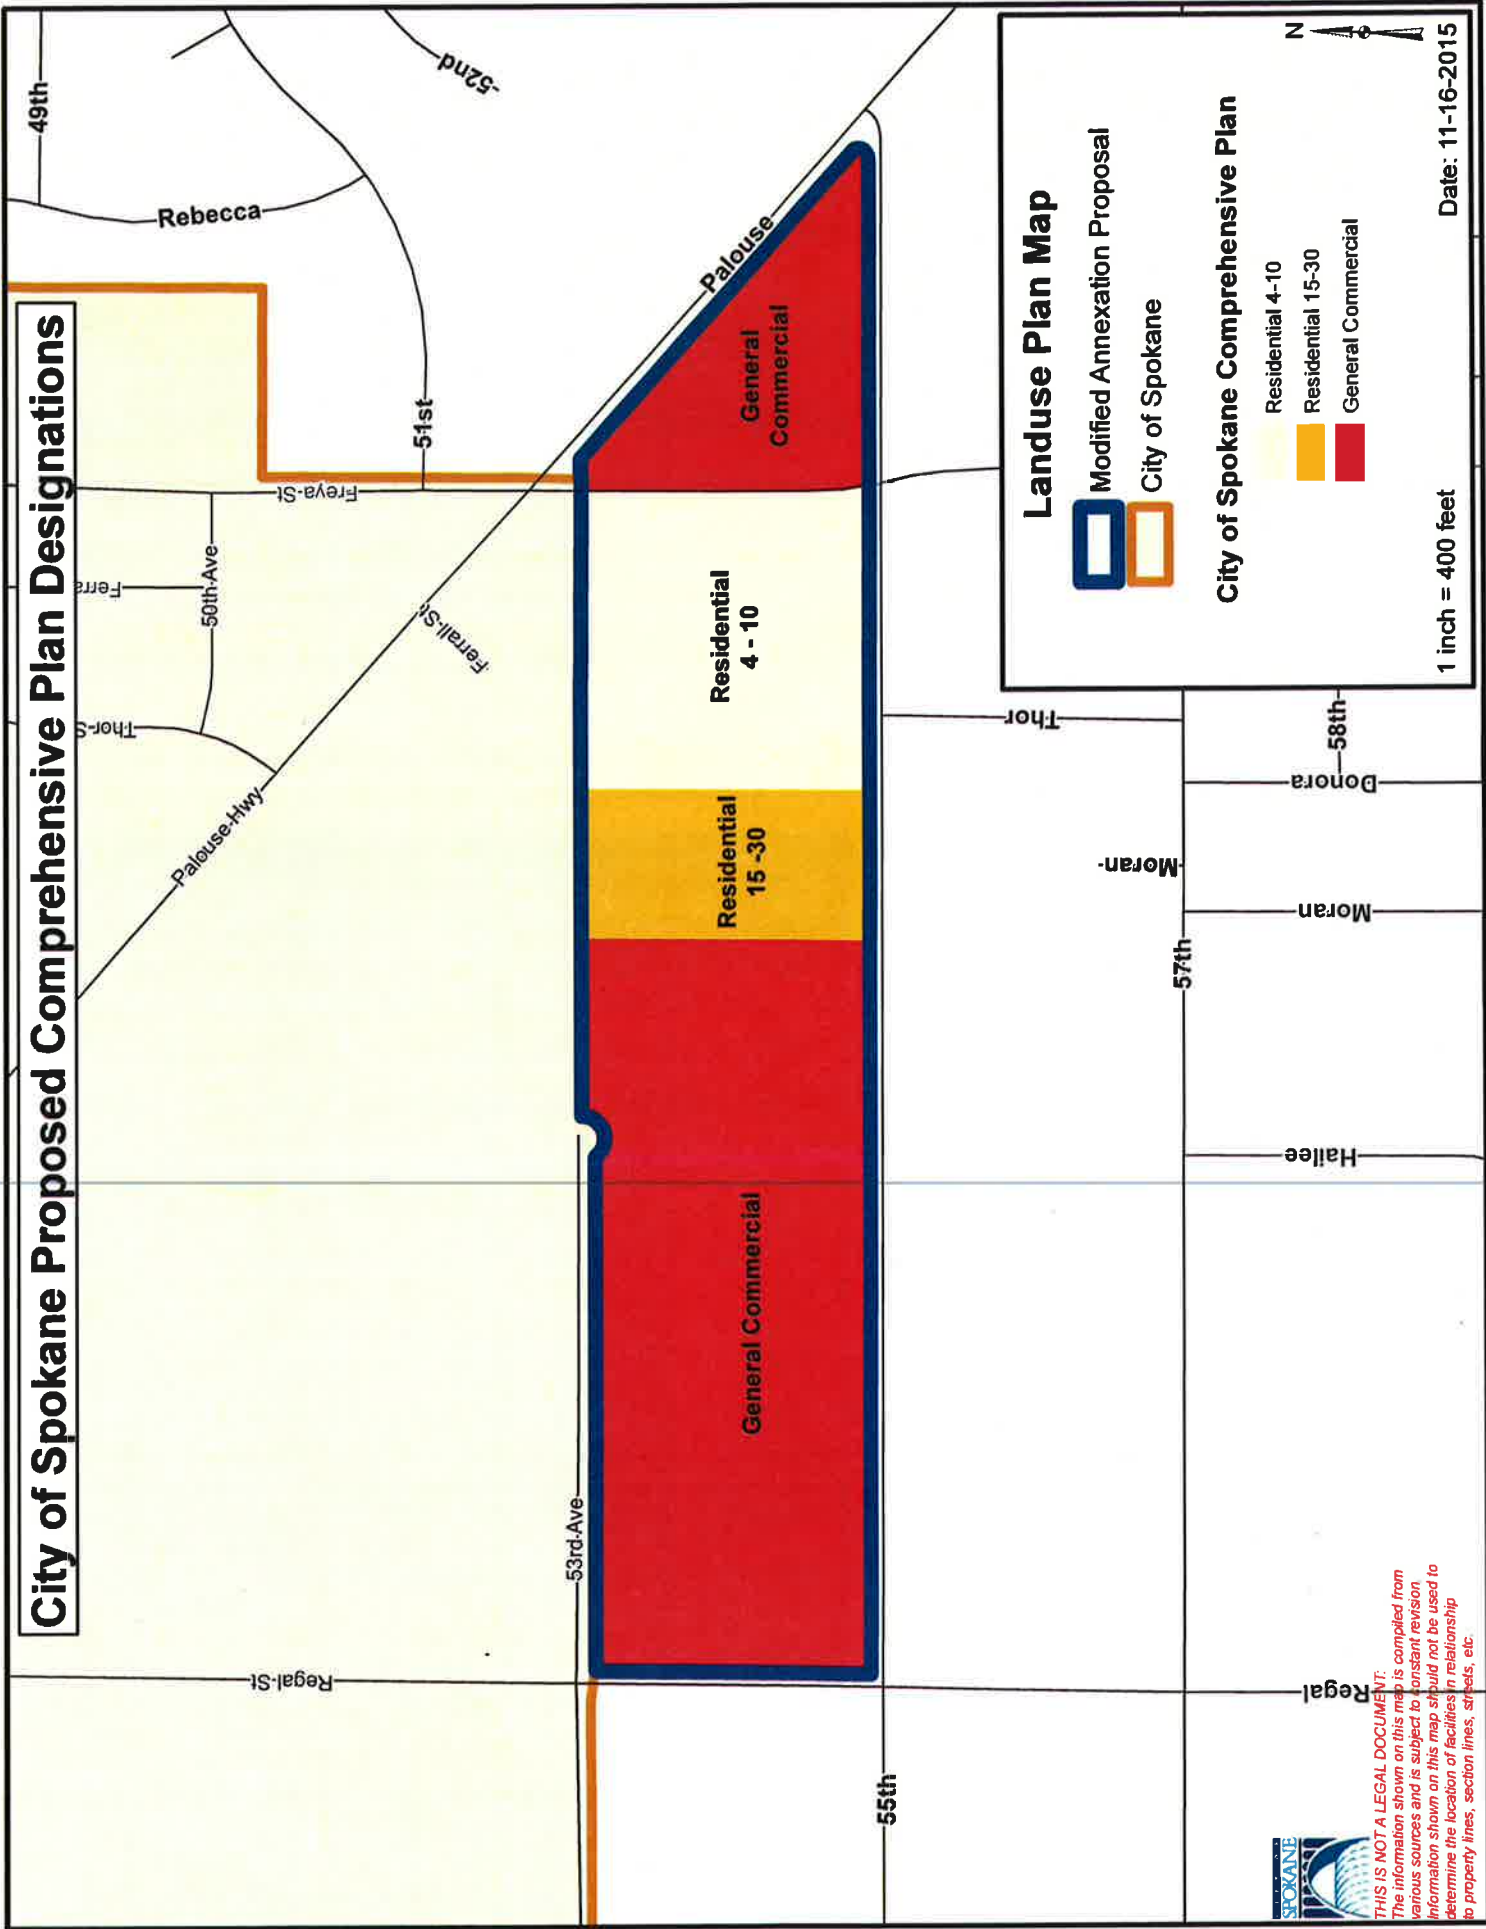 City of Spokane Proposed Comprehensive Plan Designations
49th
52nd
Rebecca
51st
Freya St
Ferra
50th Ave
Thor S
Ferrall St
Palouse Hwy
Palouse
Regal St
53rd Ave
General Commercial
Residential
15 -30
Residential
4 - 10
General
Commercial
55th
Thor
Moran
57th
58th
Donora
Moran
Hailee
Regal
Landuse Plan Map
Modified Annexation Proposal
City of Spokane
City of Spokane Comprehensive Plan
Residential 4-10
Residential 15-30
General Commercial
N
1 inch = 400 feet
Date: 11-16-2015
SPOKANE
THIS IS NOT A LEGAL DOCUMENT:
The information shown on this map is compiled from
various sources and is subject to constant revision.
Information shown on this map should not be used to
determine the location of facilities in relationship
to property lines, section lines, streets, etc.